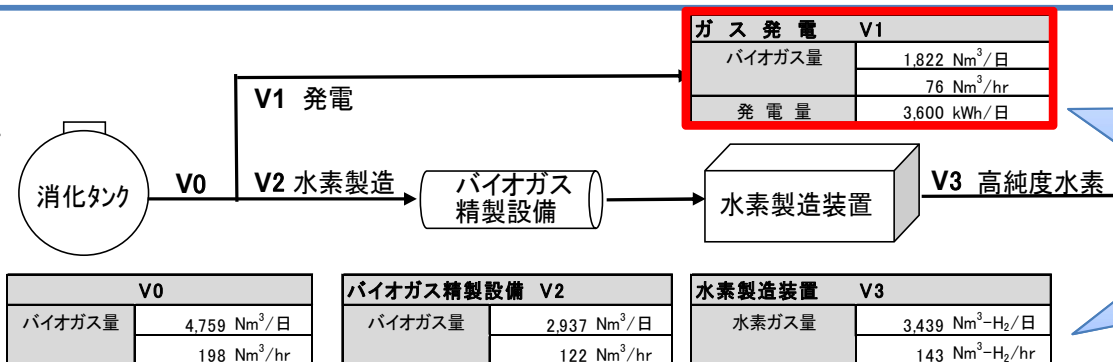 ガス発電 V1
バイオガス量 1,822 Nm³/日
76 Nm³/hr
発電量 3,600 kWh/日
V1 発電
消化タンク
V0
V2 水素製造
バイオガス
精製設備
水素製造装置
V3 高純度水素
V0
バイオガス量 4,759 Nm³/日
198 Nm³/hr
バイオガス精製設備 V2
バイオガス量 2,937 Nm³/日
122 Nm³/hr
水素製造装置 V3
水素ガス量 3,439 Nm³-H₂/日
143 Nm³-H₂/hr